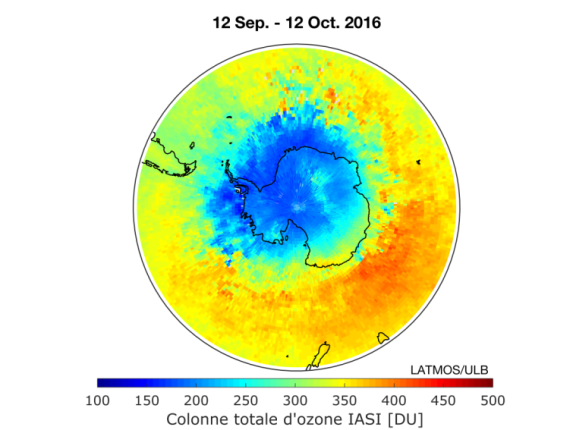 12 Sep. - 12 Oct. 2016
LATMOS/ULB
100 150 200 250 300 350 400 450 500
Colonne totale d'ozone IASI [DU]